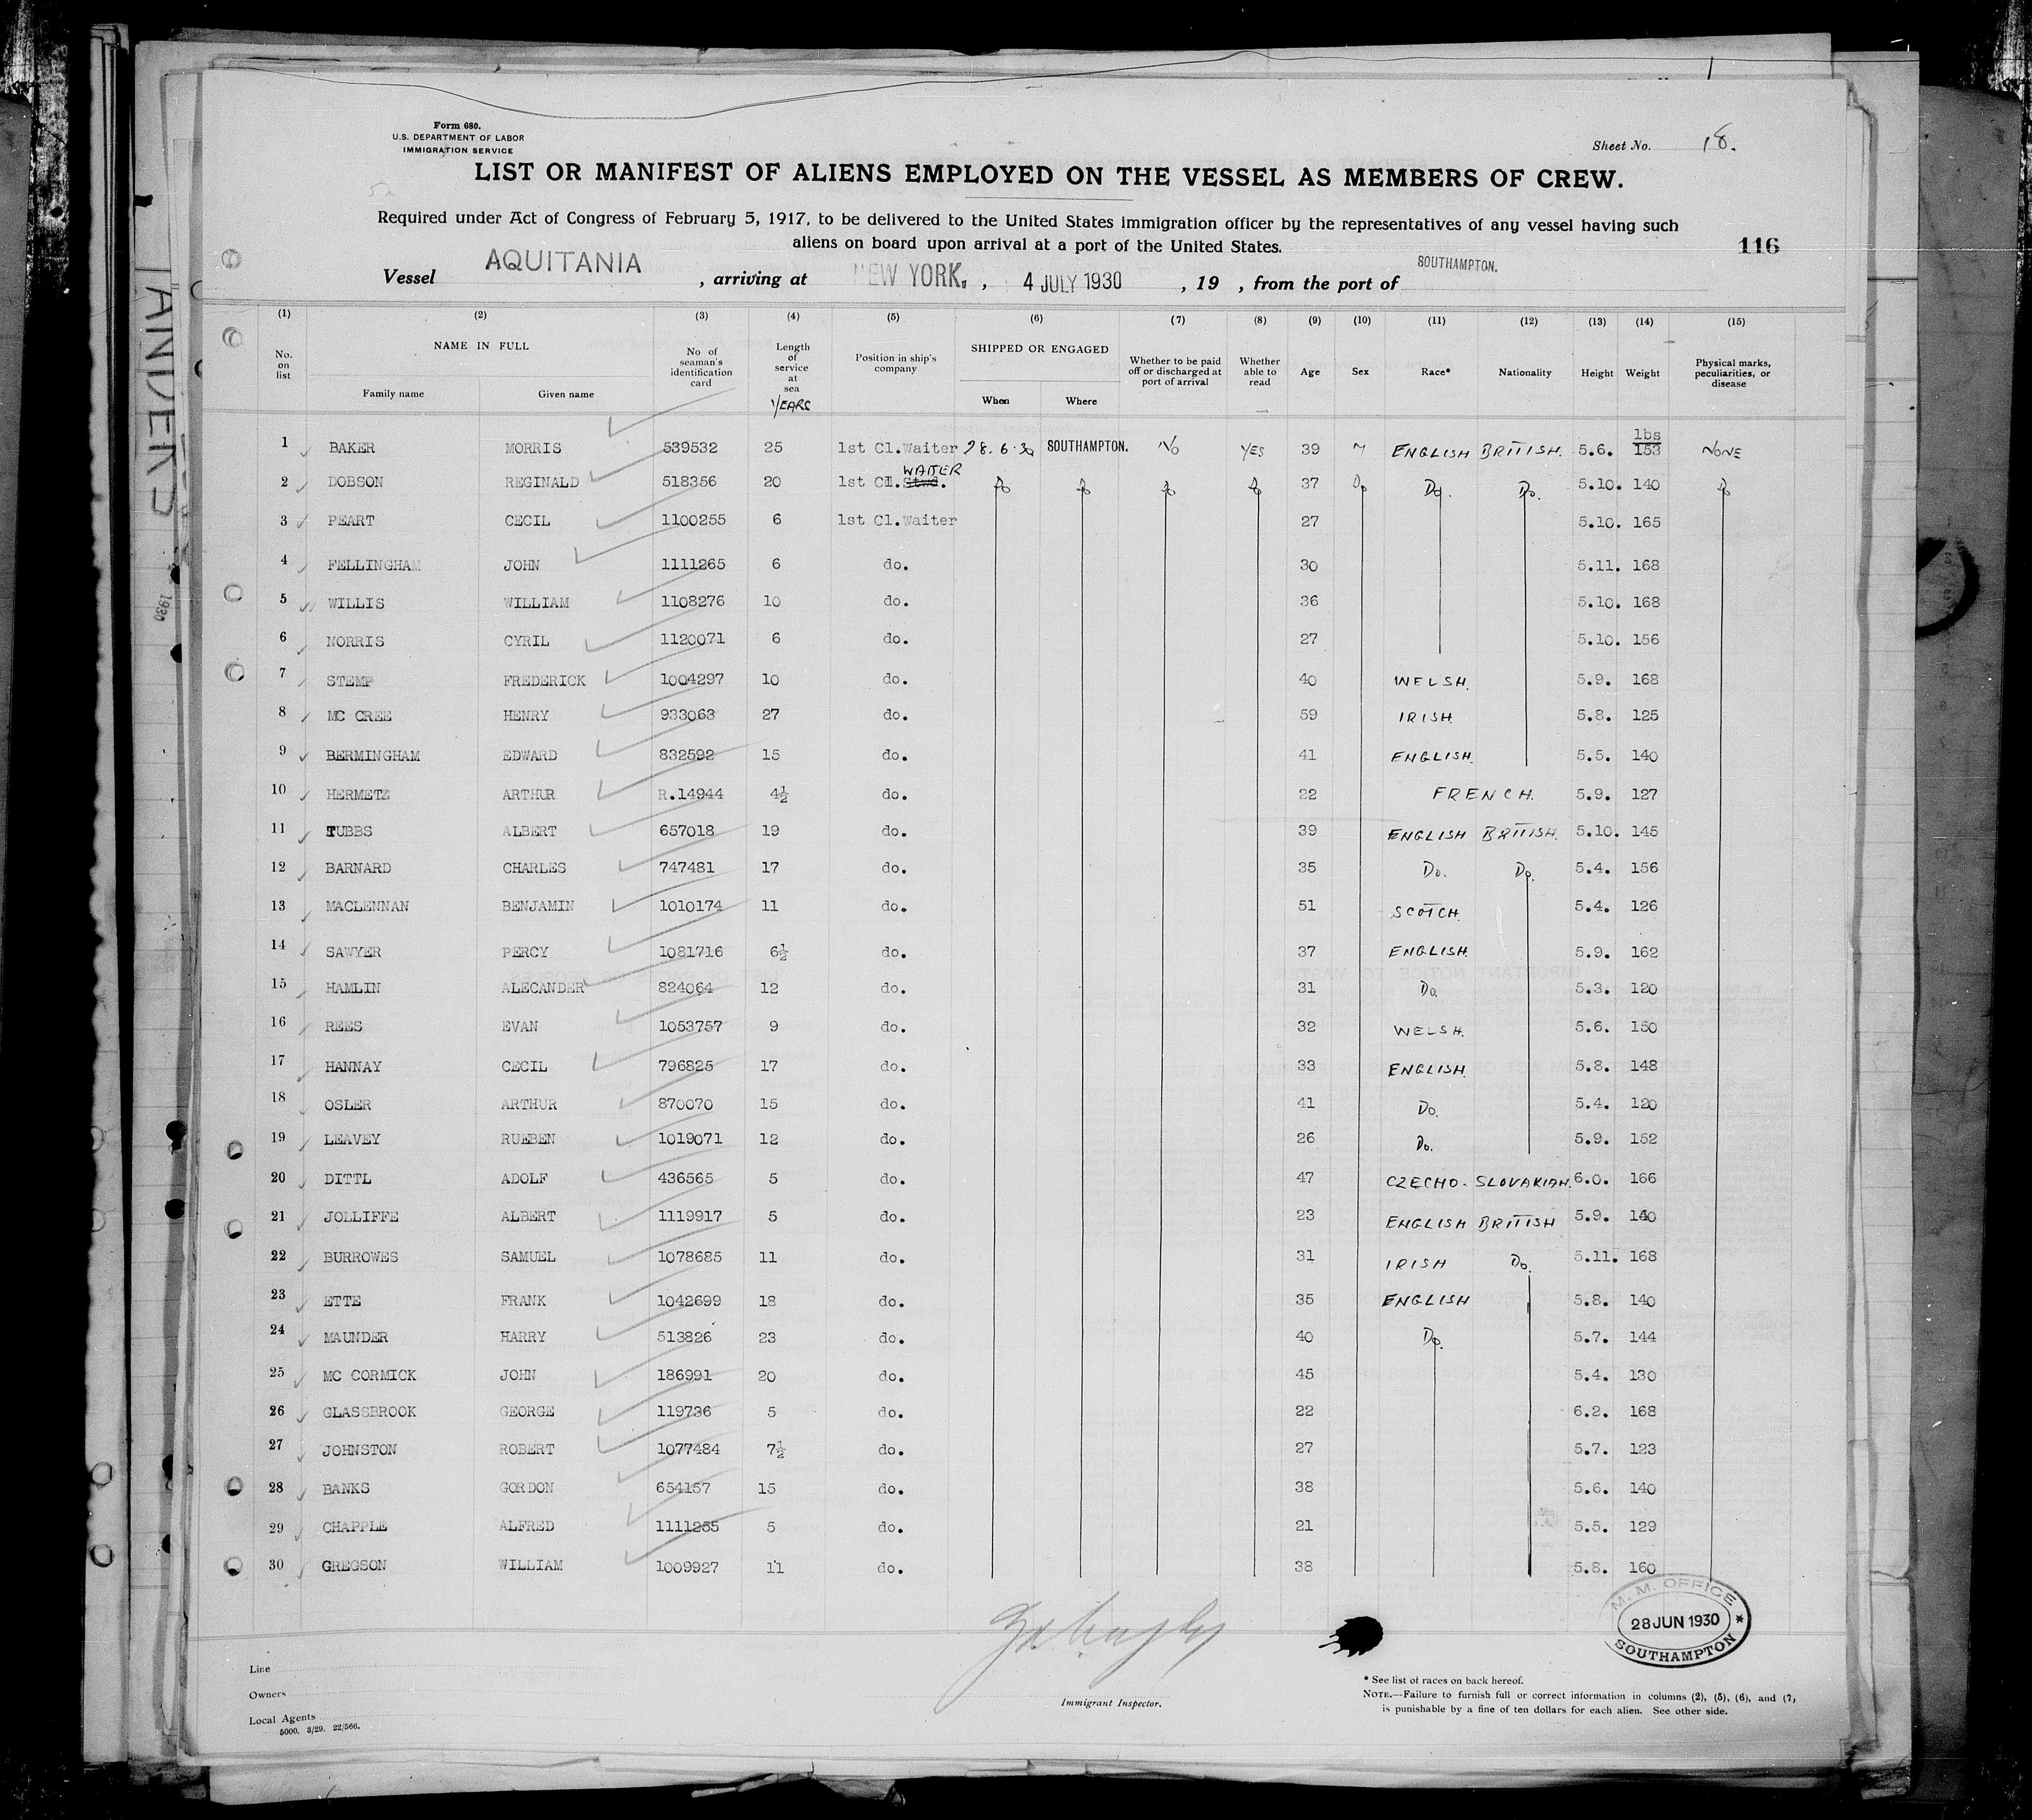 Form 680.
U.S. DEPARTMENT OF LABOR
IMMIGRATION SERVICE
Sheet No. 18.
LIST OR MANIFEST OF ALIENS EMPLOYED ON THE VESSEL AS MEMBERS OF CREW.
Required under Act of Congress of February 5, 1917, to be delivered to the United States immigration officer by the representatives of any vessel having such
aliens on board upon arrival at a port of the United States.
116
Vessel AQUITANIA, arriving at NEW YORK., 4 JULY 1930, 19 , from the port of SOUTHAMPTON.
(1) (2) (3) (4) (5) (6) (7) (8) (9) (10) (11) (12) (13) (14) (15)
No. on list NAME IN FULL Family name Given name No of seaman's identification card Length of service at sea YEARS Position in ship's company SHIPPED OR ENGAGED When Where Whether to be paid off or discharged at port of arrival Whether able to read Age Sex Race* Nationality Height Weight Physical marks, peculiarities, or disease
lbs
1 BAKER MORRIS 539532 25 1st Cl.Waiter 28.6.30 SOUTHAMPTON. NO YES 39 M ENGLISH BRITISH. 5.6. 153 NONE
WAITER
2 DOBSON REGINALD 518356 20 1st Cl.Stwd. Do Do Do Do 37 Do Do. Do. 5.10. 140 Do
3 PEART CECIL 1100255 6 1st Cl.Waiter 27 5.10. 165
4 FELLINGHAM JOHN 1111265 6 do. 30 5.11. 168
5 WILLIS WILLIAM 1108276 10 do. 36 5.10. 168
6 NORRIS CYRIL 1120071 6 do. 27 5.10. 156
7 STEMP FREDERICK 1004297 10 do. 40 WELSH. 5.9. 168
8 MC CREE HENRY 933063 27 do. 59 IRISH. 5.8. 125
9 BERMINGHAM EDWARD 832592 15 do. 41 ENGLISH. 5.5. 140
10 HERMETZ ARTHUR R.14944 4½ do. 22 FRENCH. 5.9. 127
11 TUBBS ALBERT 657018 19 do. 39 ENGLISH BRITISH. 5.10. 145
12 BARNARD CHARLES 747481 17 do. 35 Do. Do. 5.4. 156
13 MACLENNAN BENJAMIN 1010174 11 do. 51 SCOTCH. 5.4. 126
14 SAWYER PERCY 1081716 6½ do. 37 ENGLISH. 5.9. 162
15 HAMLIN ALECANDER 824064 12 do. 31 Do. 5.3. 120
16 REES EVAN 1053757 9 do. 32 WELSH. 5.6. 150
17 HANNAY CECIL 796825 17 do. 33 ENGLISH. 5.8. 148
18 OSLER ARTHUR 870070 15 do. 41 Do. 5.4. 120
19 LEAVEY RUEBEN 1019071 12 do. 26 Do. 5.9. 152
20 DITTL ADOLF 436565 5 do. 47 CZECHO-SLOVAKIAN. 6.0. 166
21 JOLLIFFE ALBERT 1119917 5 do. 23 ENGLISH BRITISH 5.9. 140
22 BURROWES SAMUEL 1078685 11 do. 31 IRISH Do. 5.11. 168
23 ETTE FRANK 1042699 18 do. 35 ENGLISH 5.8. 140
24 MAUNDER HARRY 513826 23 do. 40 Do. 5.7. 144
25 MC CORMICK JOHN 186991 20 do. 45 5.4. 130
26 GLASSBROOK GEORGE 119736 5 do. 22 6.2. 168
27 JOHNSTON ROBERT 1077484 7½ do. 27 5.7. 123
28 BANKS GORDON 654157 15 do. 38 5.6. 140
29 CHAPPLE ALFRED 1111255 5 do. 21 5.5. 129
30 GREGSON WILLIAM 1009927 11 do. 38 5.8. 160
M. M. OFFICE
28 JUN 1930
SOUTHAMPTON
Line
Owners
Local Agents
5000. 3/29. 22/566.
Immigrant Inspector.
* See list of races on back hereof.
NOTE.—Failure to furnish full or correct information in columns (2), (5), (6), and (7,
is punishable by a fine of ten dollars for each alien. See other side.